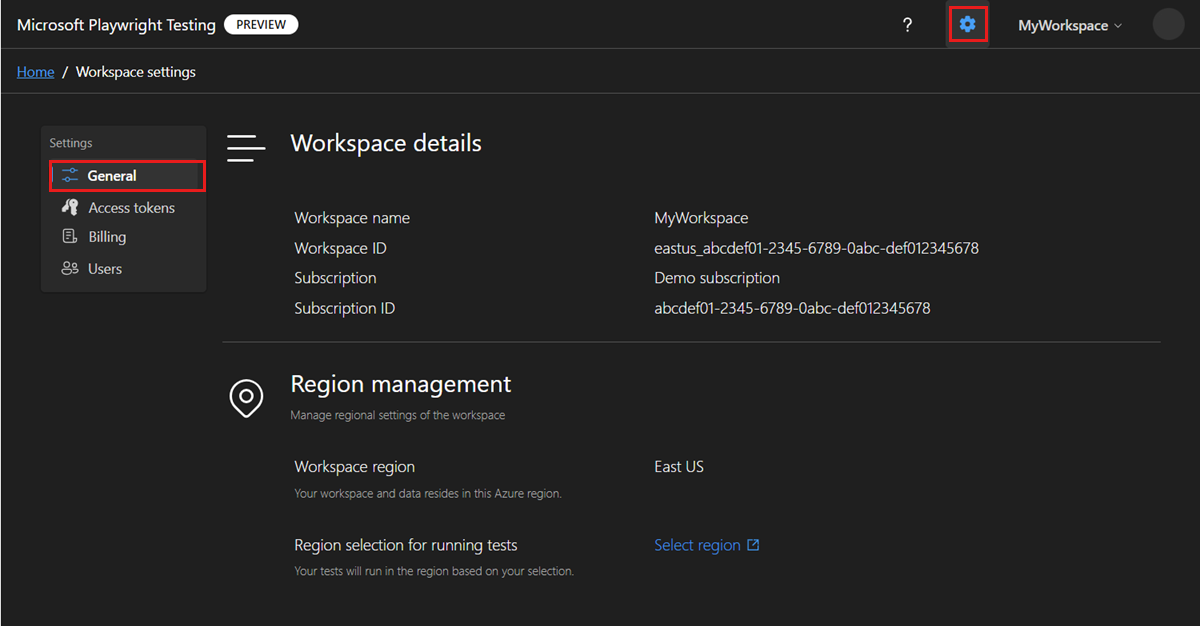 Microsoft Playwright Testing PREVIEW ? MyWorkspace
Home / Workspace settings
Settings
General
Access tokens
Billing
Users
Workspace details
Workspace name MyWorkspace
Workspace ID eastus_abcdef01-2345-6789-0abc-def012345678
Subscription Demo subscription
Subscription ID abcdef01-2345-6789-0abc-def012345678
Region management
Manage regional settings of the workspace
Workspace region East US
Your workspace and data resides in this Azure region.
Region selection for running tests Select region
Your tests will run in the region based on your selection.